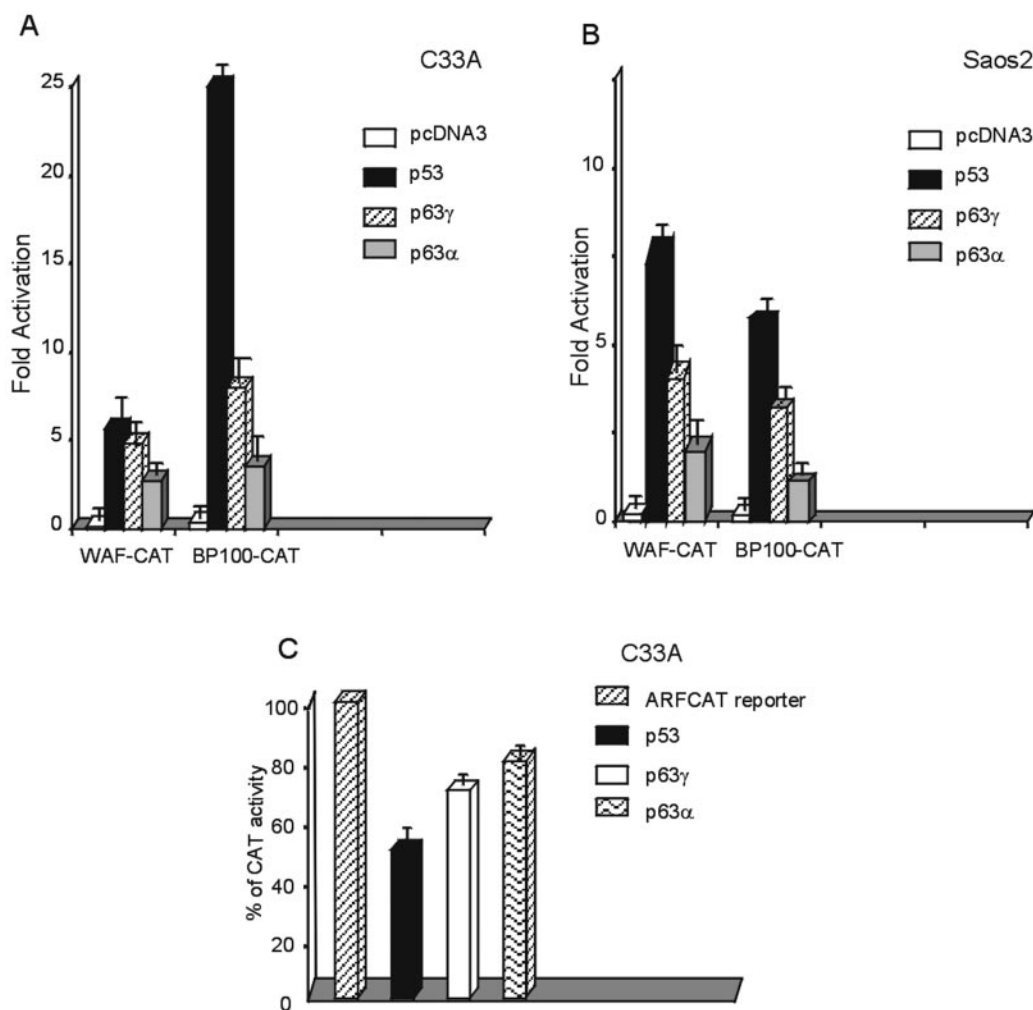 A
C33A
Fold Activation
25
20
15
10
5
0
pcDNA3
p53
p63γ
p63α
WAF-CAT BP100-CAT
B
Saos2
Fold Activation
10
5
0
pcDNA3
p53
p63γ
p63α
WAF-CAT BP100-CAT
C
C33A
% of CAT activity
100
80
60
40
20
0
ARFCAT reporter
p53
p63γ
p63α